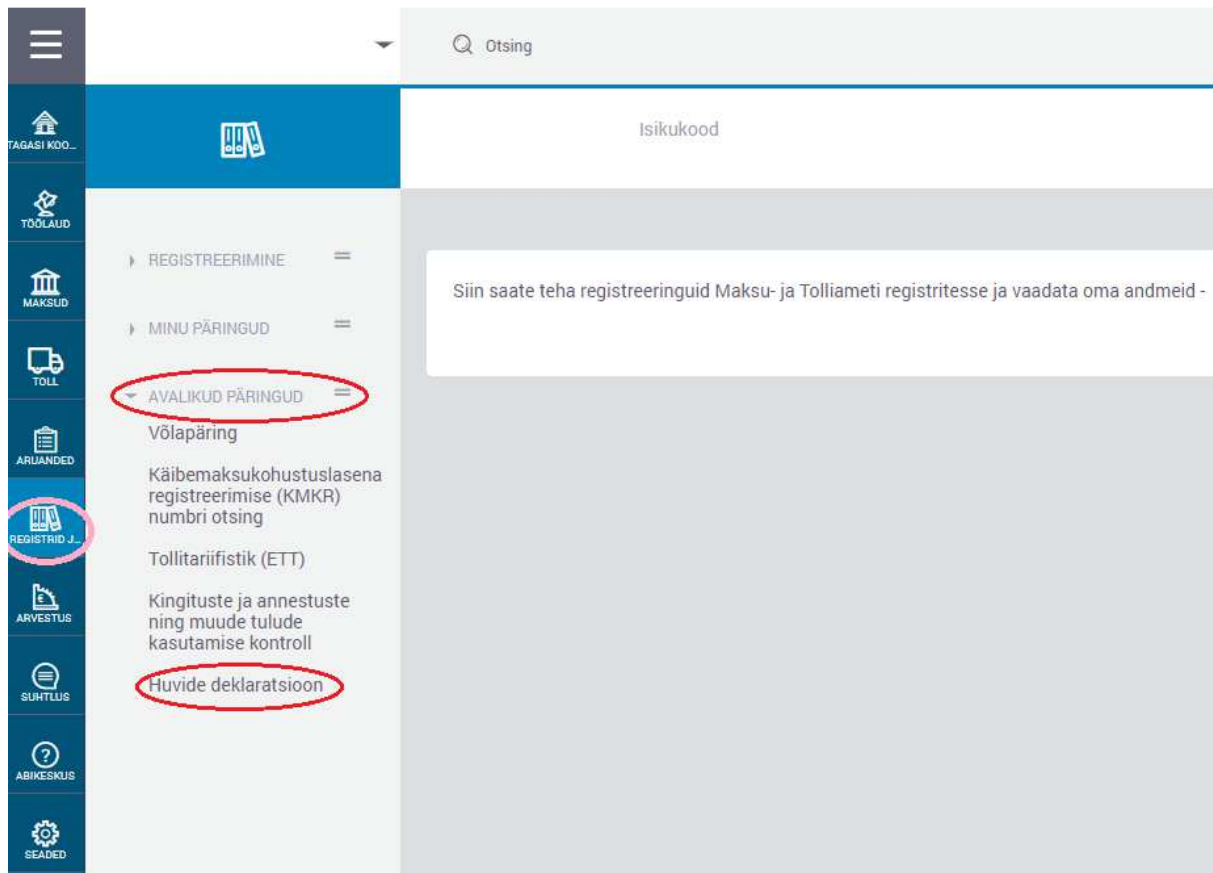 Otsing
TAGASI KOO...
TÖÖLAUD
MAKSUD
TOLL
ARUANDED
REGISTRID J...
ARVESTUS
SUHTLUS
ABIKESKUS
SEADED
REGISTREERIMINE
MINU PÄRINGUD
AVALIKUD PÄRINGUD
Võlapäring
Käibemaksukohustuslasena
registreerimise (KMKR)
numbri otsing
Tollitariifistik (ETT)
Kingituste ja annestuste
ning muude tulude
kasutamise kontroll
Huvide deklaratsioon
Isikukood
Siin saate teha registreeringuid Maksu- ja Tolliameti registritesse ja vaadata oma andmeid -